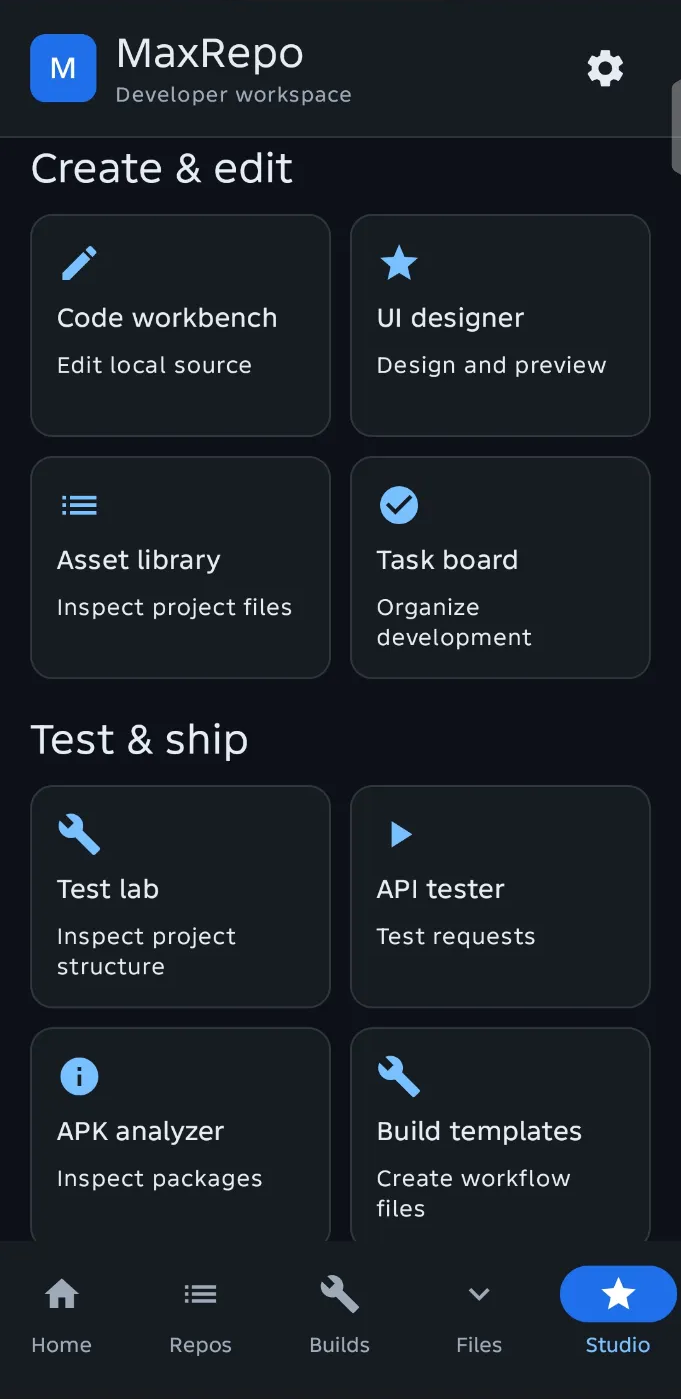 M
MaxRepo
Developer workspace
Create & edit
Code workbench
Edit local source
UI designer
Design and preview
Asset library
Inspect project files
Task board
Organize
development
Test & ship
Test lab
Inspect project
structure
API tester
Test requests
APK analyzer
Inspect packages
Build templates
Create workflow
files
Home
Repos
Builds
Files
Studio